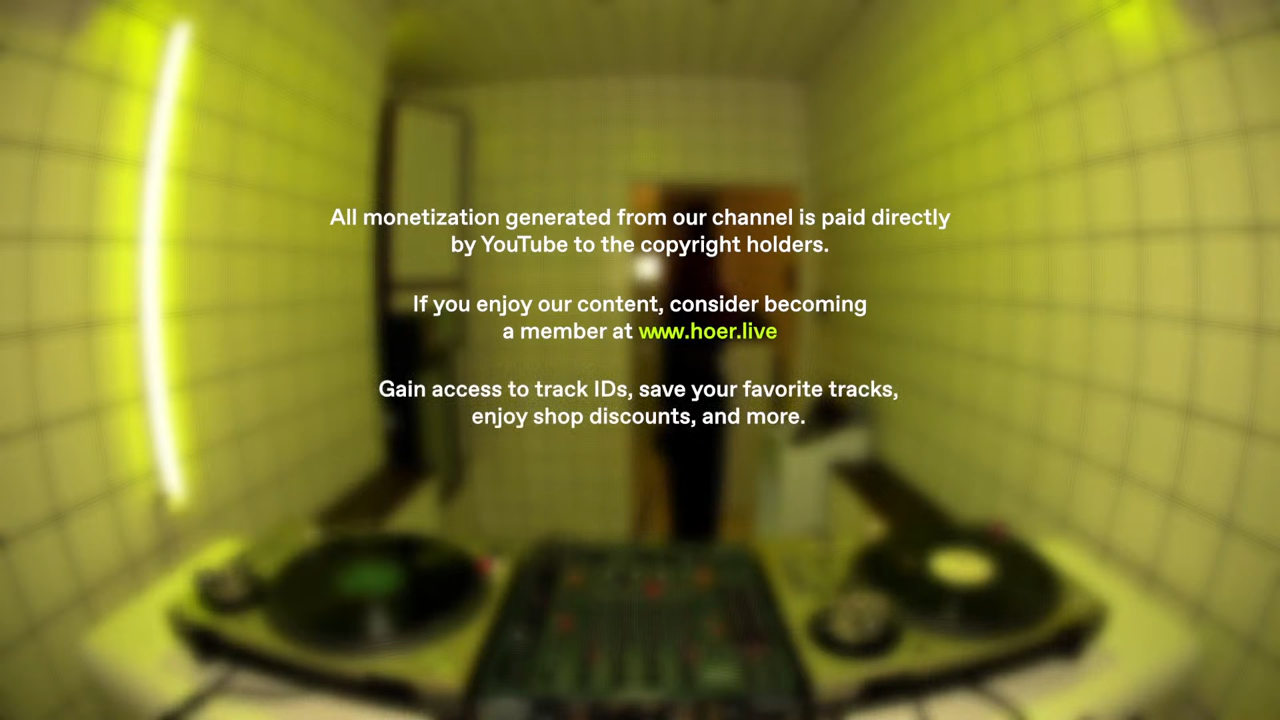 All monetization generated from our channel is paid directly
by YouTube to the copyright holders.
If you enjoy our content, consider becoming
a member at www.hoer.live
Gain access to track IDs, save your favorite tracks,
enjoy shop discounts, and more.